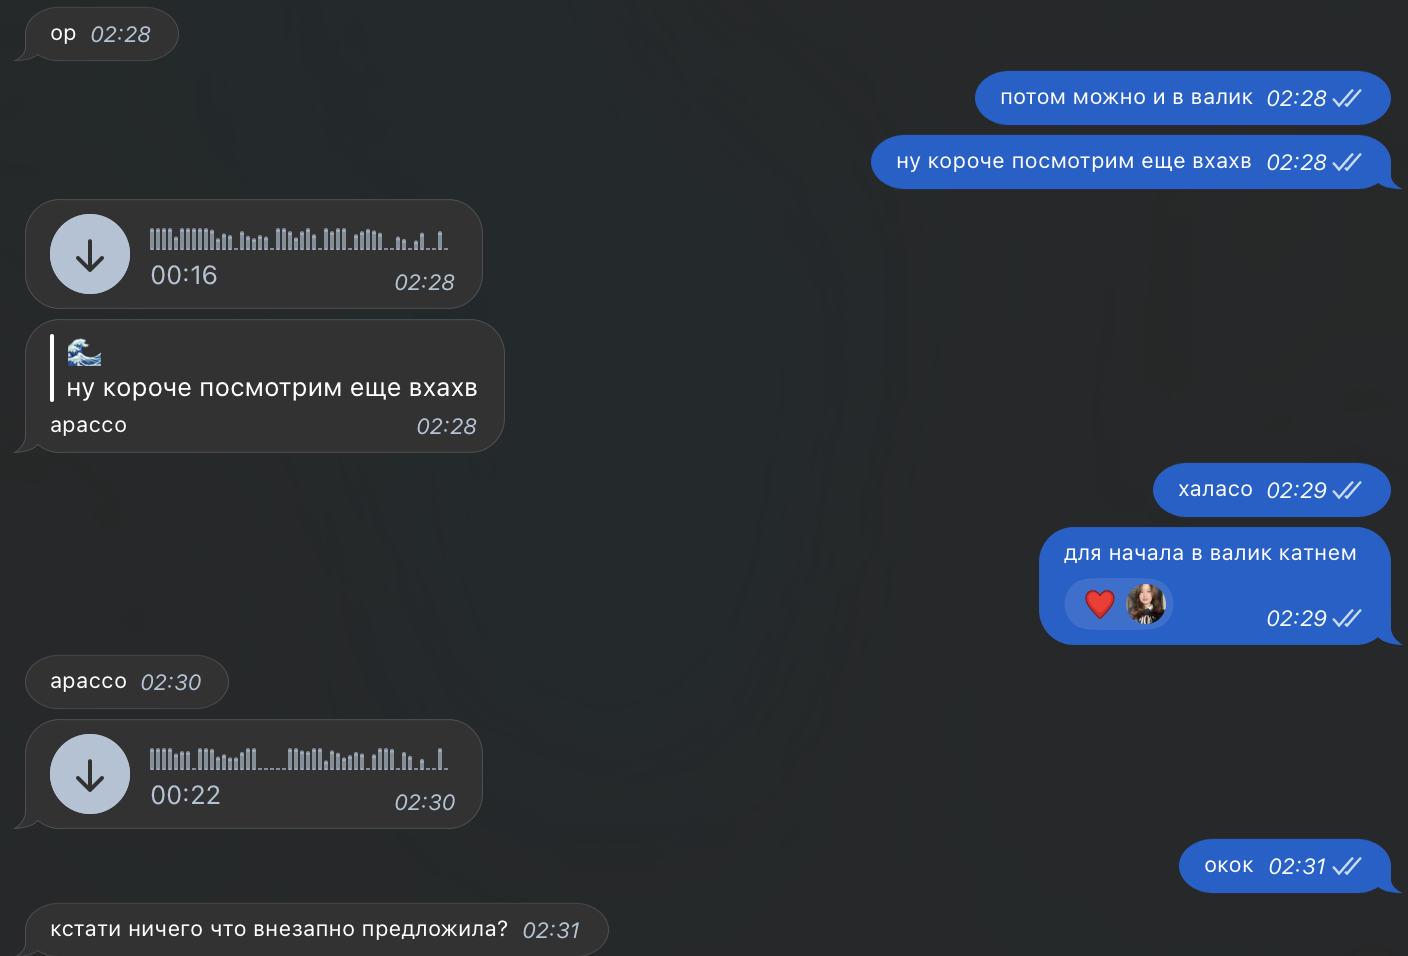 ор 02:28
потом можно и в валик 02:28
ну короче посмотрим еще вхахв 02:28
00:16 02:28
ну короче посмотрим еще вхахв
арассо 02:28
халасо 02:29
для начала в валик катнем
02:29
арассо 02:30
00:22 02:30
окок 02:31
кстати ничего что внезапно предложила? 02:31